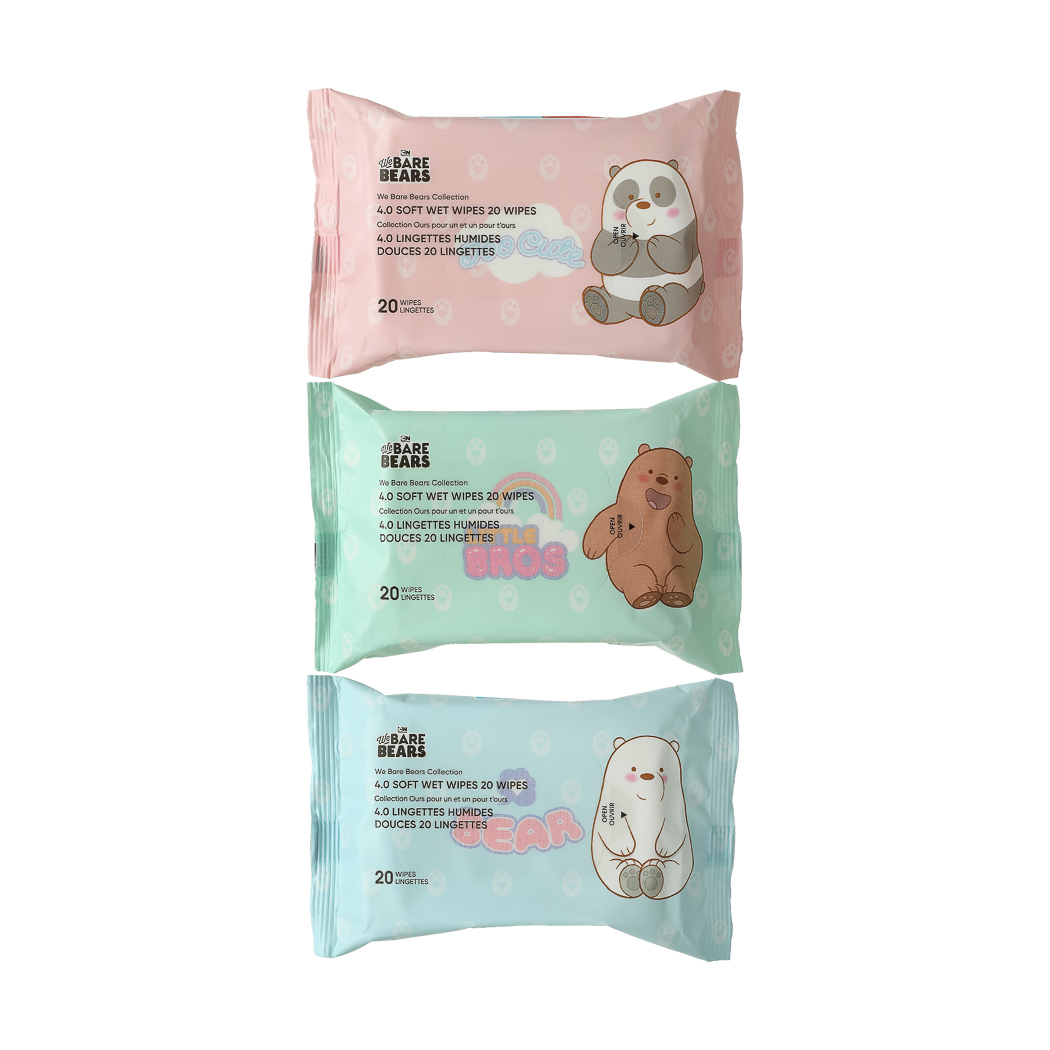 CN
We BARE
BEARS
We Bare Bears Collection
4.0 SOFT WET WIPES 20 WIPES
Collection Ours pour un et un pour t'ours
4.0 LINGETTES HUMIDES
DOUCES 20 LINGETTES
Too Cute
OPEN
OUVRIR
20 WIPES
LINGETTES
CN
We BARE
BEARS
We Bare Bears Collection
4.0 SOFT WET WIPES 20 WIPES
Collection Ours pour un et un pour t'ours
4.0 LINGETTES HUMIDES
DOUCES 20 LINGETTES
LITTLE
BROS
OPEN
OUVRIR
20 WIPES
LINGETTES
CN
We BARE
BEARS
We Bare Bears Collection
4.0 SOFT WET WIPES 20 WIPES
Collection Ours pour un et un pour t'ours
4.0 LINGETTES HUMIDES
DOUCES 20 LINGETTES
BEAR
OPEN
OUVRIR
20 WIPES
LINGETTES